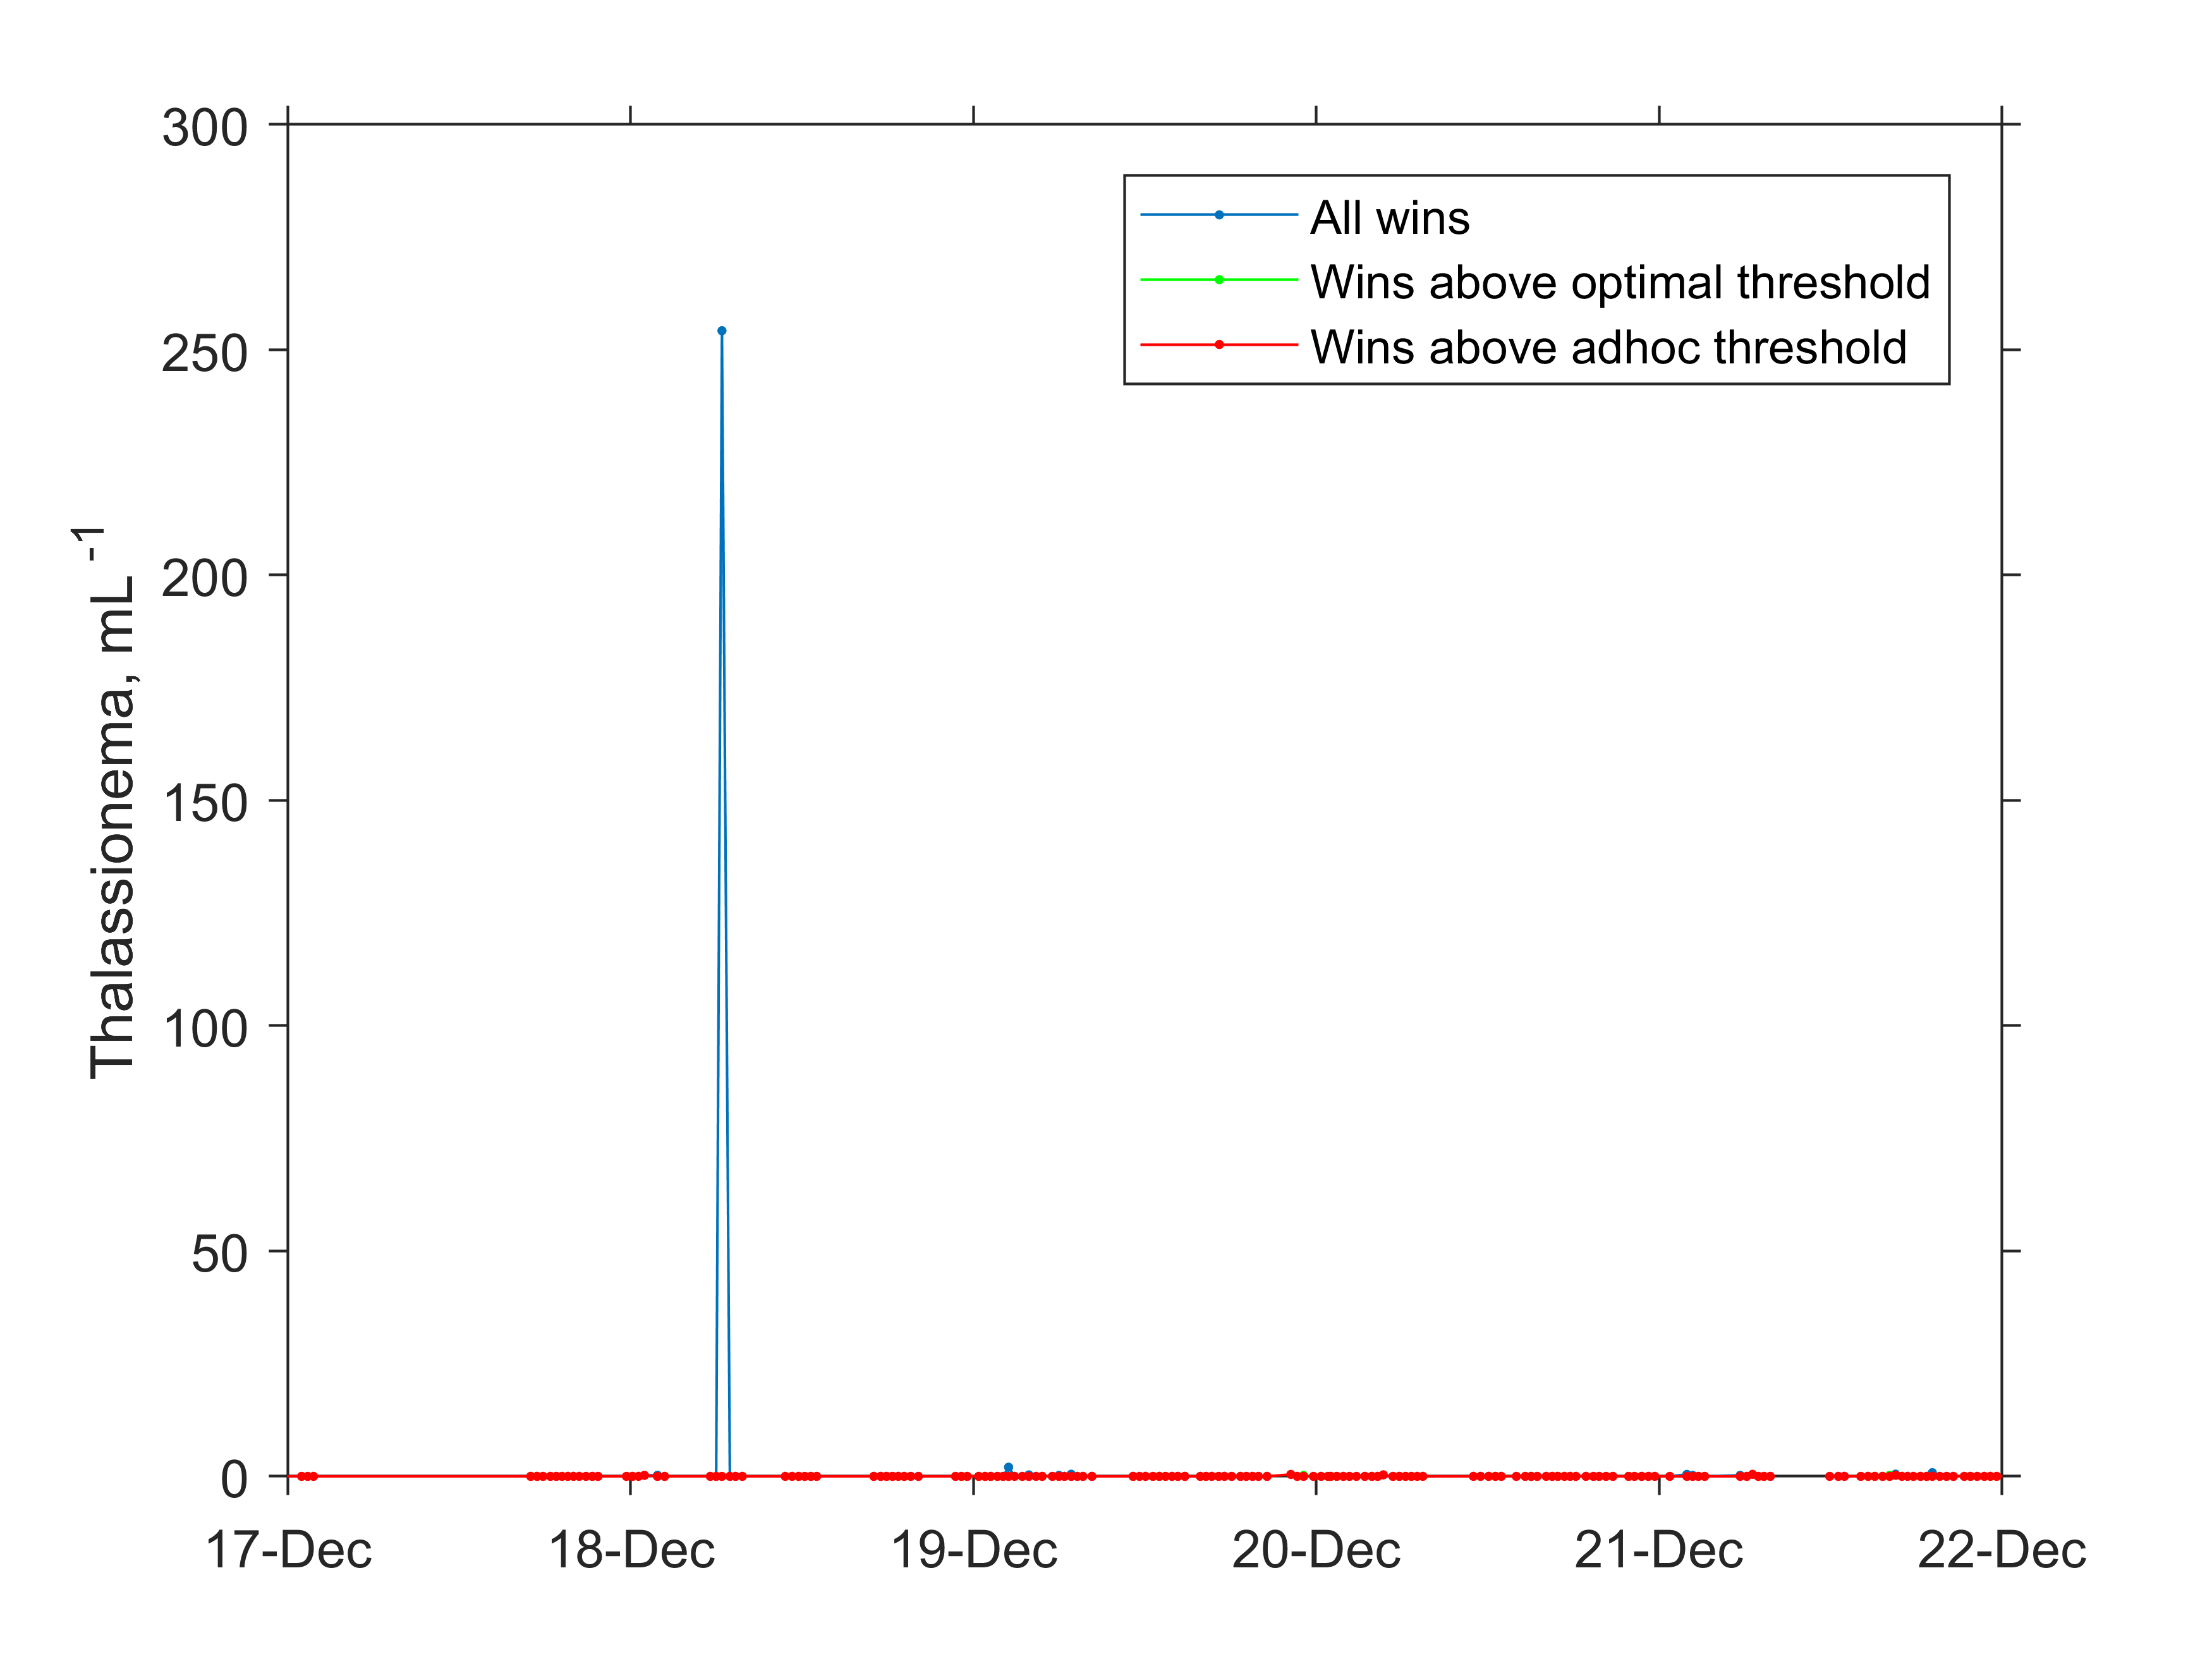 300
250
200
150
100
50
0
Thalassionema, mL-1
All wins
Wins above optimal threshold
Wins above adhoc threshold
17-Dec 18-Dec 19-Dec 20-Dec 21-Dec 22-Dec